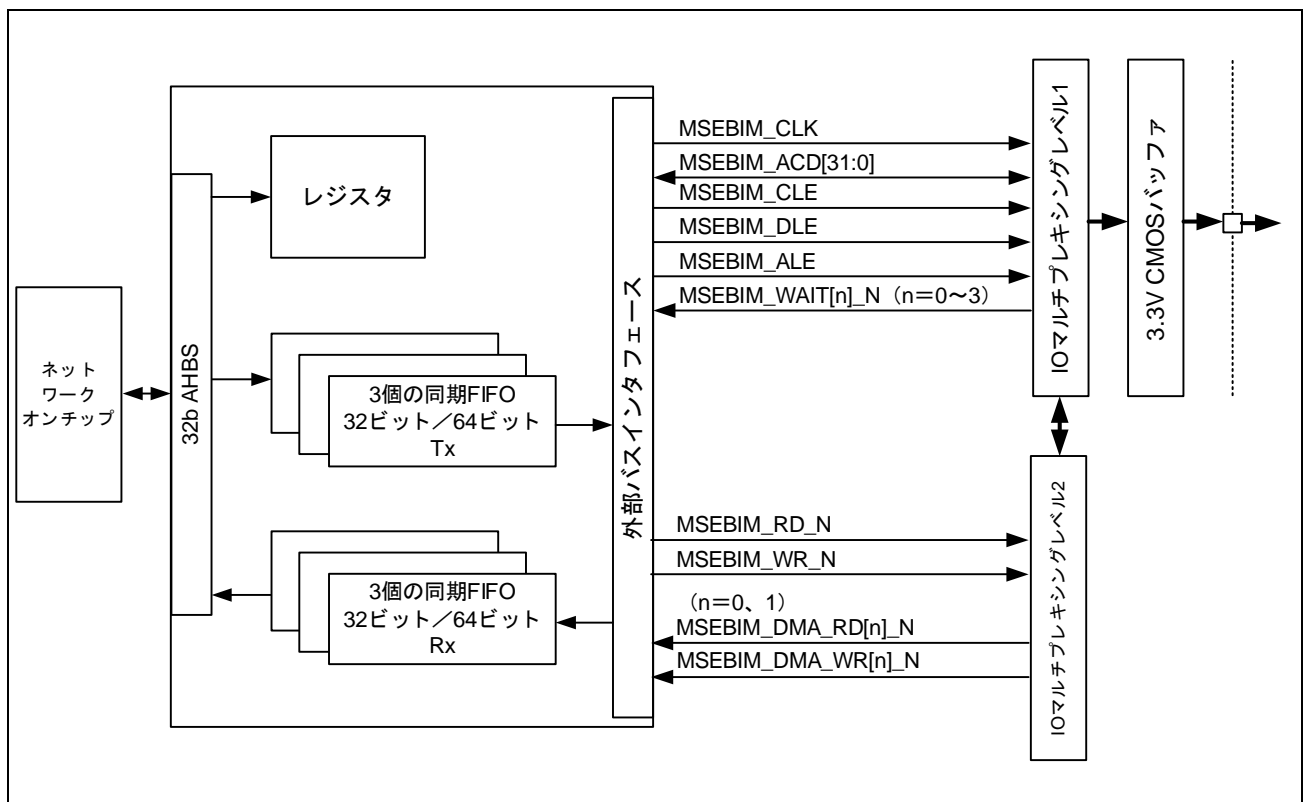 ネット
ワーク
オンチップ
32b AHBS
レジスタ
3個の同期FIFO
32ビット／64ビット
Tx
3個の同期FIFO
32ビット／64ビット
Rx
外部バスインタフェース
MSEBIM_CLK
MSEBIM_ACD[31:0]
MSEBIM_CLE
MSEBIM_DLE
MSEBIM_ALE
MSEBIM_WAIT[n]_N（n＝0～3）
MSEBIM_RD_N
MSEBIM_WR_N
（n＝0、1）
MSEBIM_DMA_RD[n]_N
MSEBIM_DMA_WR[n]_N
IOマルチプレキシングレベル1
3.3V CMOSバッファ
IOマルチプレキシングレベル2